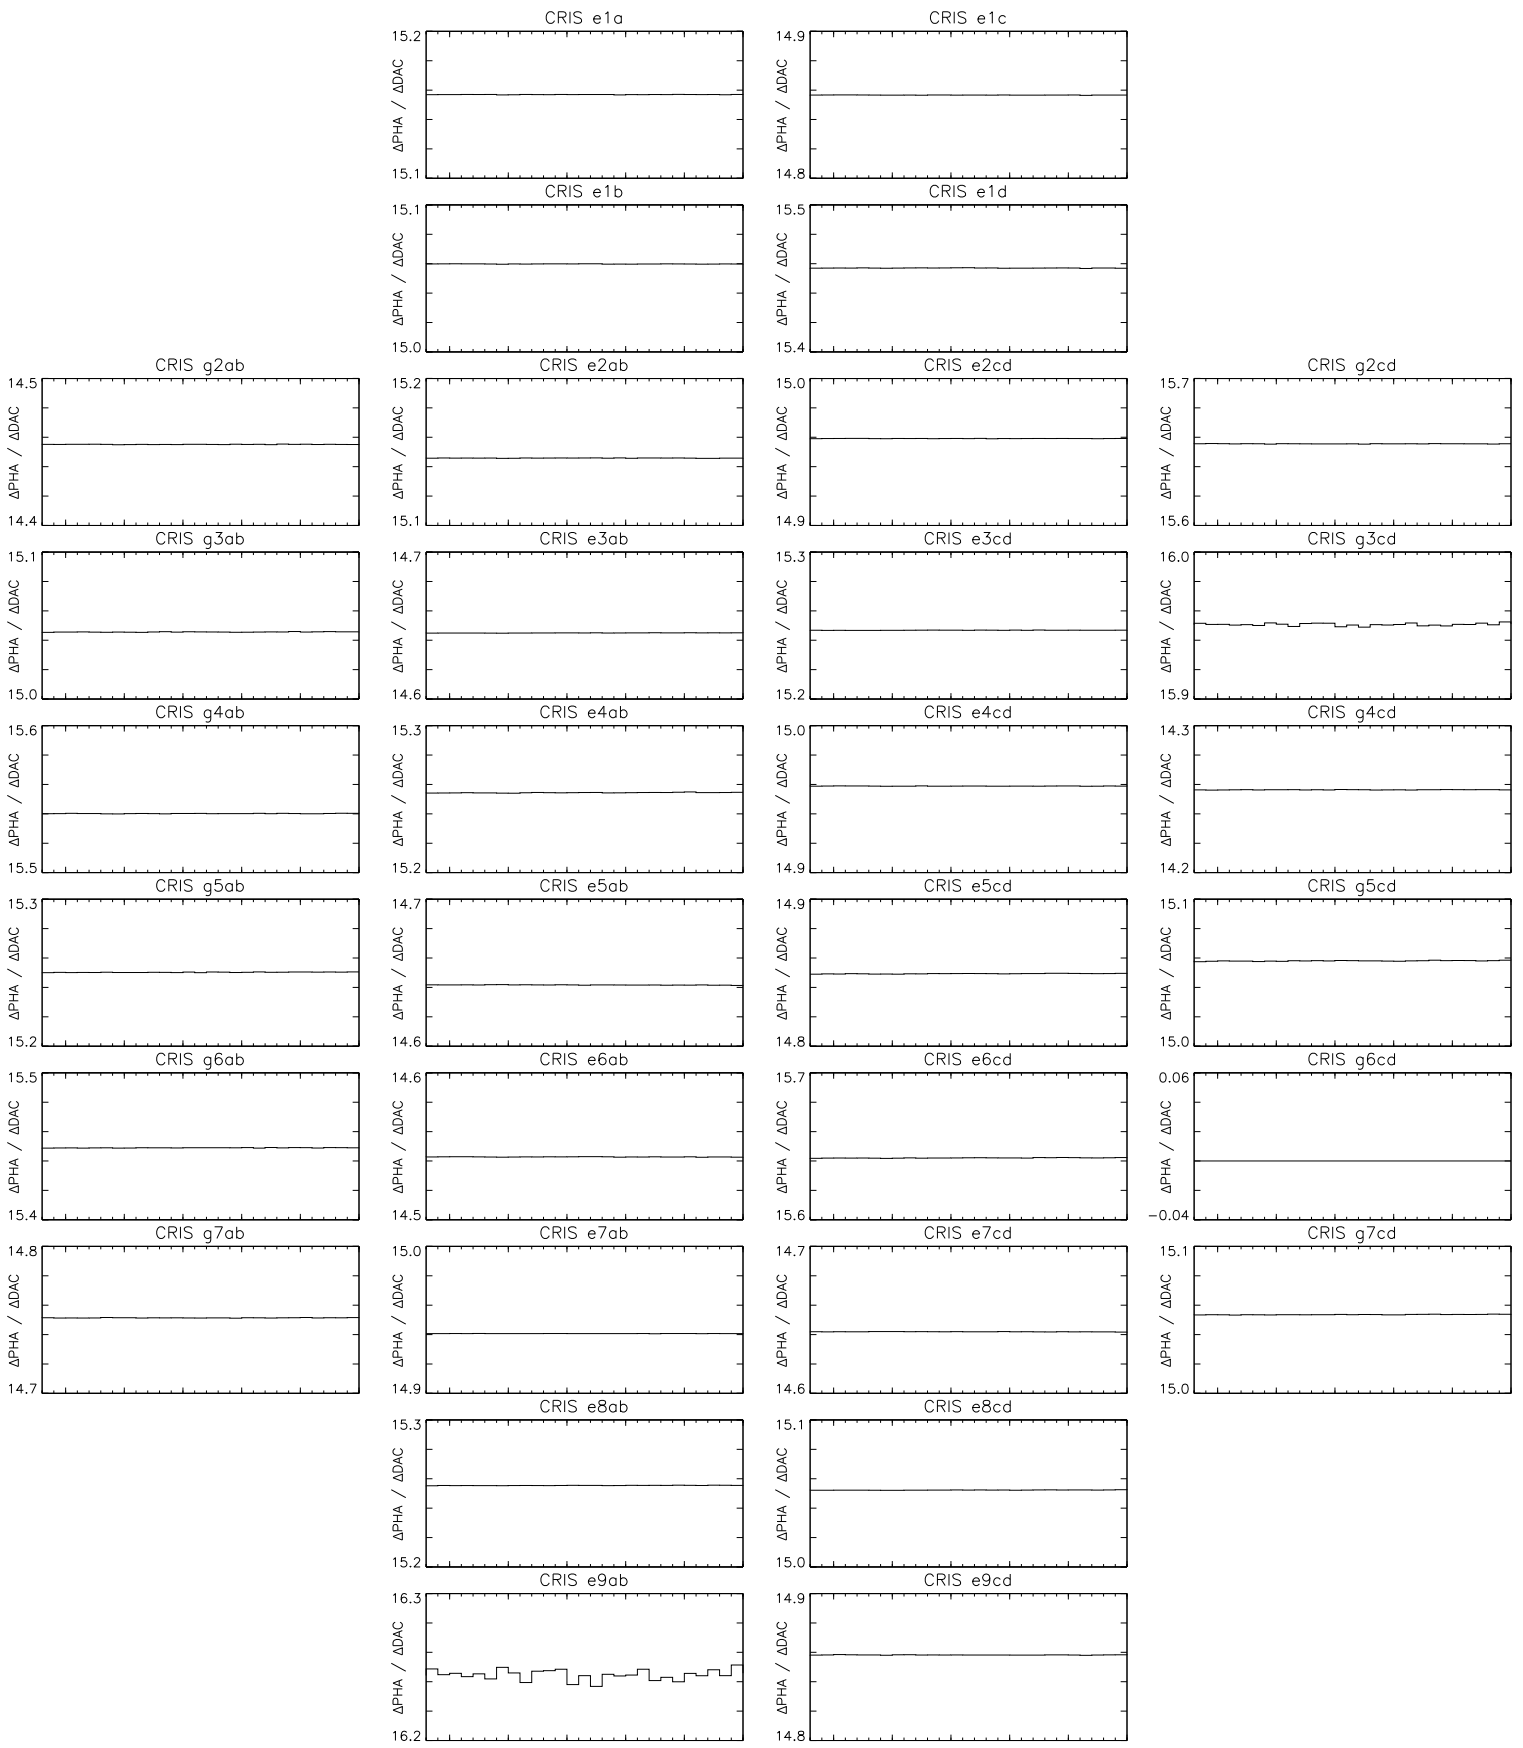 CRIS e1a
15.2
ΔPHA / ΔDAC
15.1
CRIS e1c
14.9
ΔPHA / ΔDAC
14.8
CRIS e1b
15.1
ΔPHA / ΔDAC
15.0
CRIS e1d
15.5
ΔPHA / ΔDAC
15.4
CRIS g2ab
14.5
ΔPHA / ΔDAC
14.4
CRIS e2ab
15.2
ΔPHA / ΔDAC
15.1
CRIS e2cd
15.0
ΔPHA / ΔDAC
14.9
CRIS g2cd
15.7
ΔPHA / ΔDAC
15.6
CRIS g3ab
15.1
ΔPHA / ΔDAC
15.0
CRIS e3ab
14.7
ΔPHA / ΔDAC
14.6
CRIS e3cd
15.3
ΔPHA / ΔDAC
15.2
CRIS g3cd
16.0
ΔPHA / ΔDAC
15.9
CRIS g4ab
15.6
ΔPHA / ΔDAC
15.5
CRIS e4ab
15.3
ΔPHA / ΔDAC
15.2
CRIS e4cd
15.0
ΔPHA / ΔDAC
14.9
CRIS g4cd
14.3
ΔPHA / ΔDAC
14.2
CRIS g5ab
15.3
ΔPHA / ΔDAC
15.2
CRIS e5ab
14.7
ΔPHA / ΔDAC
14.6
CRIS e5cd
14.9
ΔPHA / ΔDAC
14.8
CRIS g5cd
15.1
ΔPHA / ΔDAC
15.0
CRIS g6ab
15.5
ΔPHA / ΔDAC
15.4
CRIS e6ab
14.6
ΔPHA / ΔDAC
14.5
CRIS e6cd
15.7
ΔPHA / ΔDAC
15.6
CRIS g6cd
0.06
ΔPHA / ΔDAC
−0.04
CRIS g7ab
14.8
ΔPHA / ΔDAC
14.7
CRIS e7ab
15.0
ΔPHA / ΔDAC
14.9
CRIS e7cd
14.7
ΔPHA / ΔDAC
14.6
CRIS g7cd
15.1
ΔPHA / ΔDAC
15.0
CRIS e8ab
15.3
ΔPHA / ΔDAC
15.2
CRIS e8cd
15.1
ΔPHA / ΔDAC
15.0
CRIS e9ab
16.3
ΔPHA / ΔDAC
16.2
CRIS e9cd
14.9
ΔPHA / ΔDAC
14.8